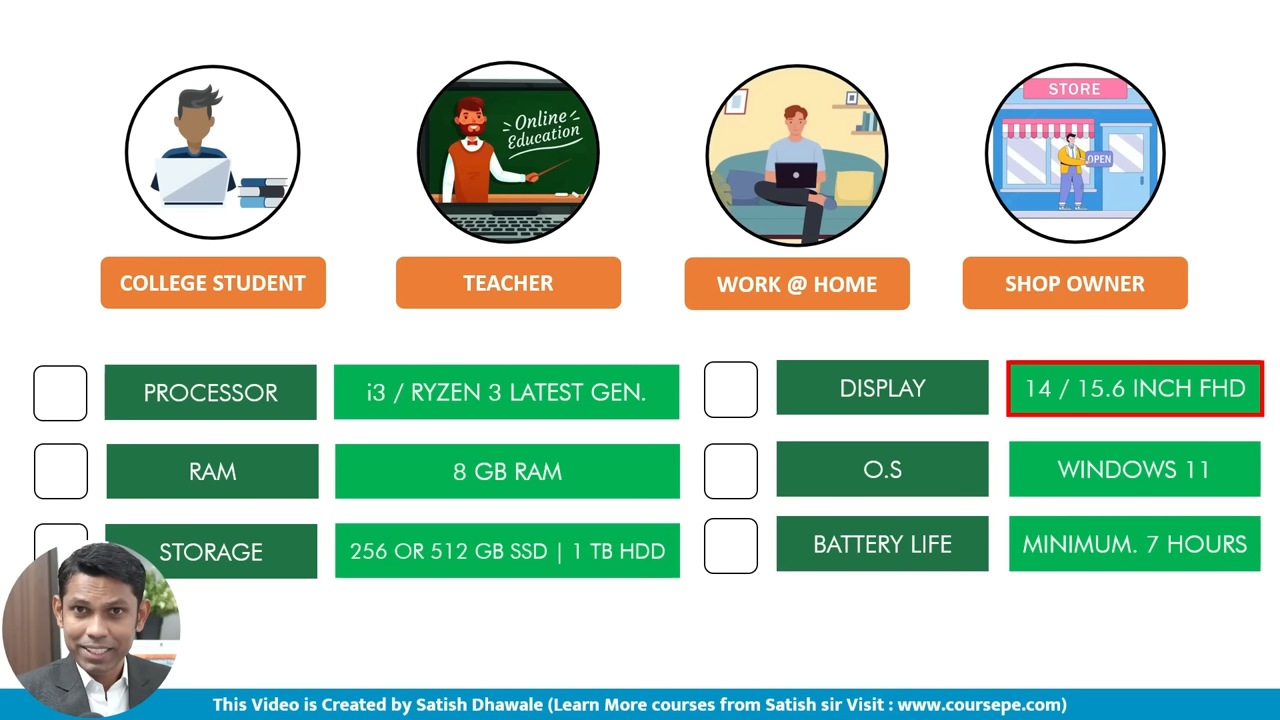 STORE
Online
Education
OPEN
COLLEGE STUDENT
TEACHER
WORK @ HOME
SHOP OWNER
PROCESSOR
i3 / RYZEN 3 LATEST GEN.
DISPLAY
14 / 15.6 INCH FHD
RAM
8 GB RAM
O.S
WINDOWS 11
STORAGE
256 OR 512 GB SSD | 1 TB HDD
BATTERY LIFE
MINIMUM. 7 HOURS
This Video is Created by Satish Dhawale (Learn More courses from Satish sir Visit : www.coursepe.com)